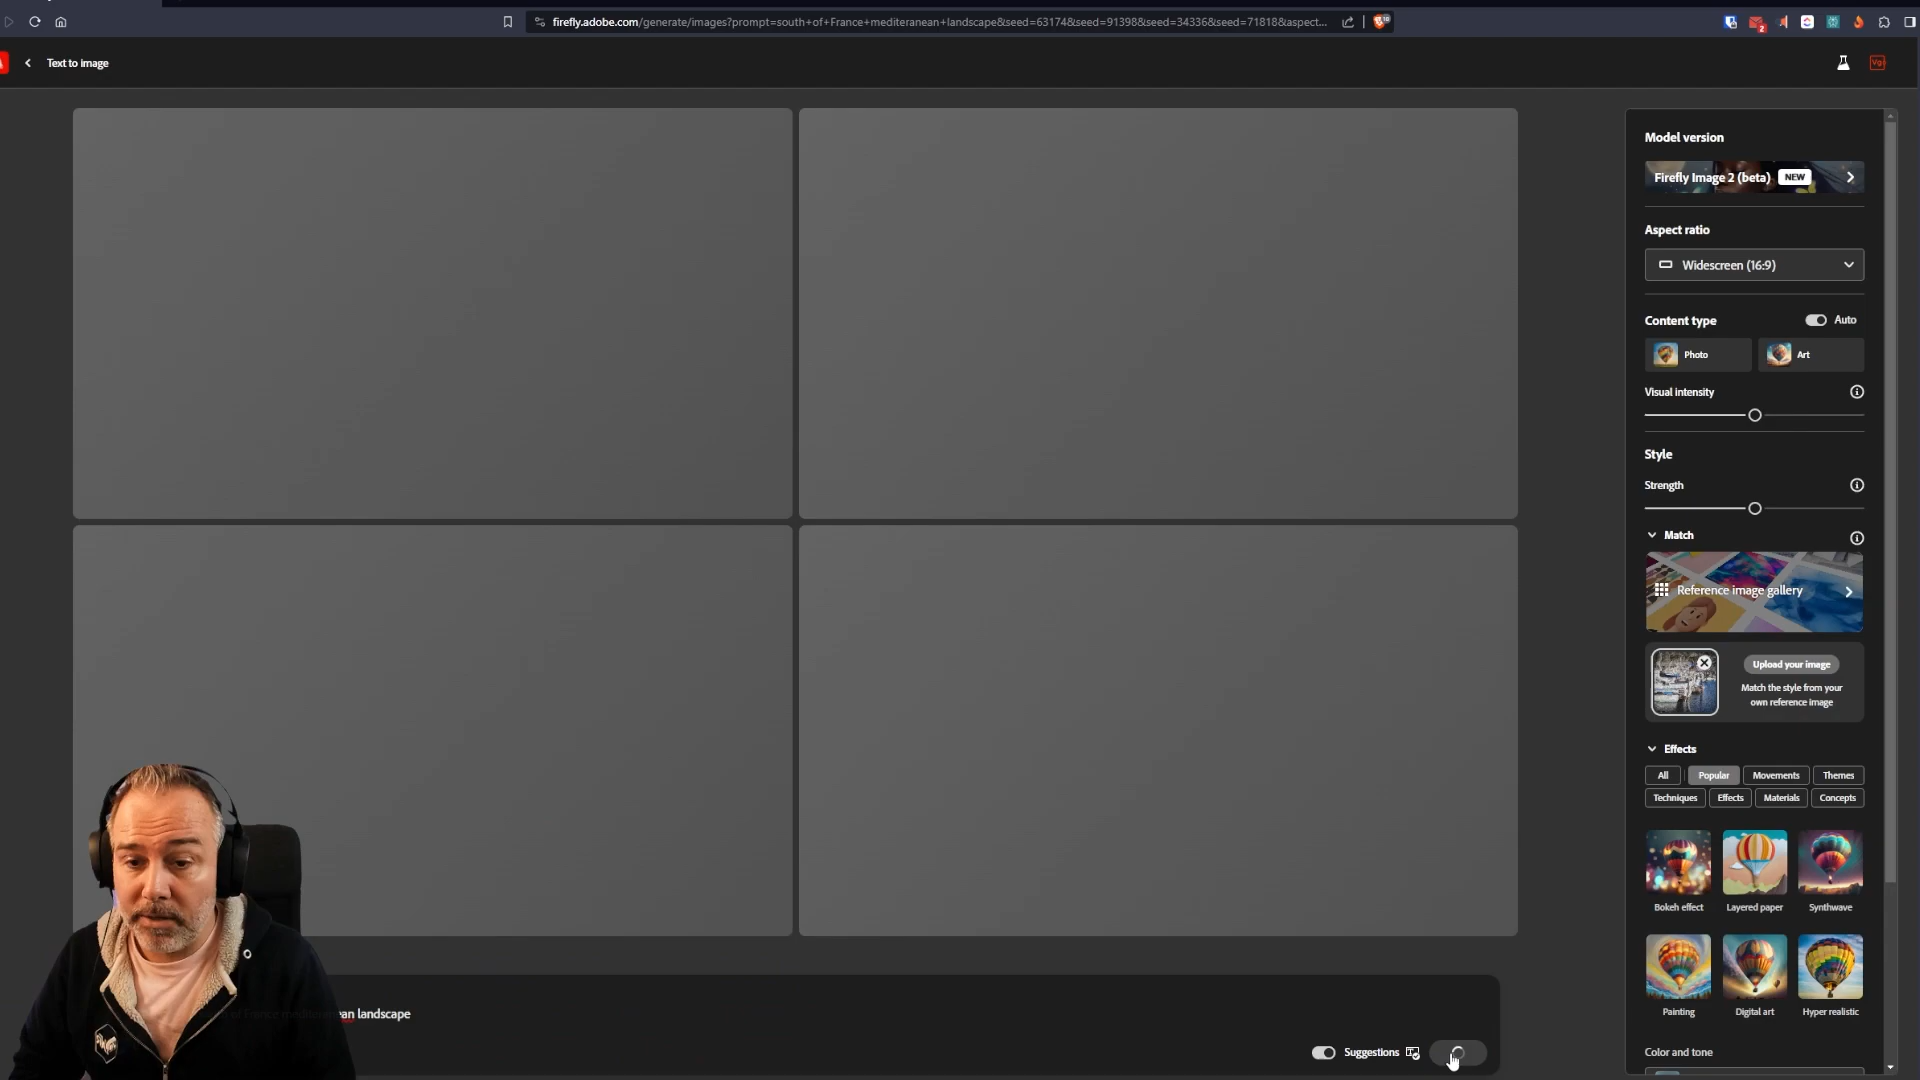 firefly.adobe.com/generate/images?prompt=south+of+France+mediteranean+landscape&seed=63174&seed=91398&seed=34336&seed=71818&aspect...
2
Text to image
Model version
Firefly Image 2 (beta) NEW
Aspect ratio
Widescreen (16:9)
Content type Auto
Photo Art
Visual intensity
Style
Strength
Match
Reference image gallery
Upload your image
Match the style from your
own reference image
Effects
All Popular Movements Themes
Techniques Effects Materials Concepts
Bokeh effect Layered paper Synthwave
Painting Digital art Hyper realistic
of France mediteranean landscape
Suggestions
Color and tone